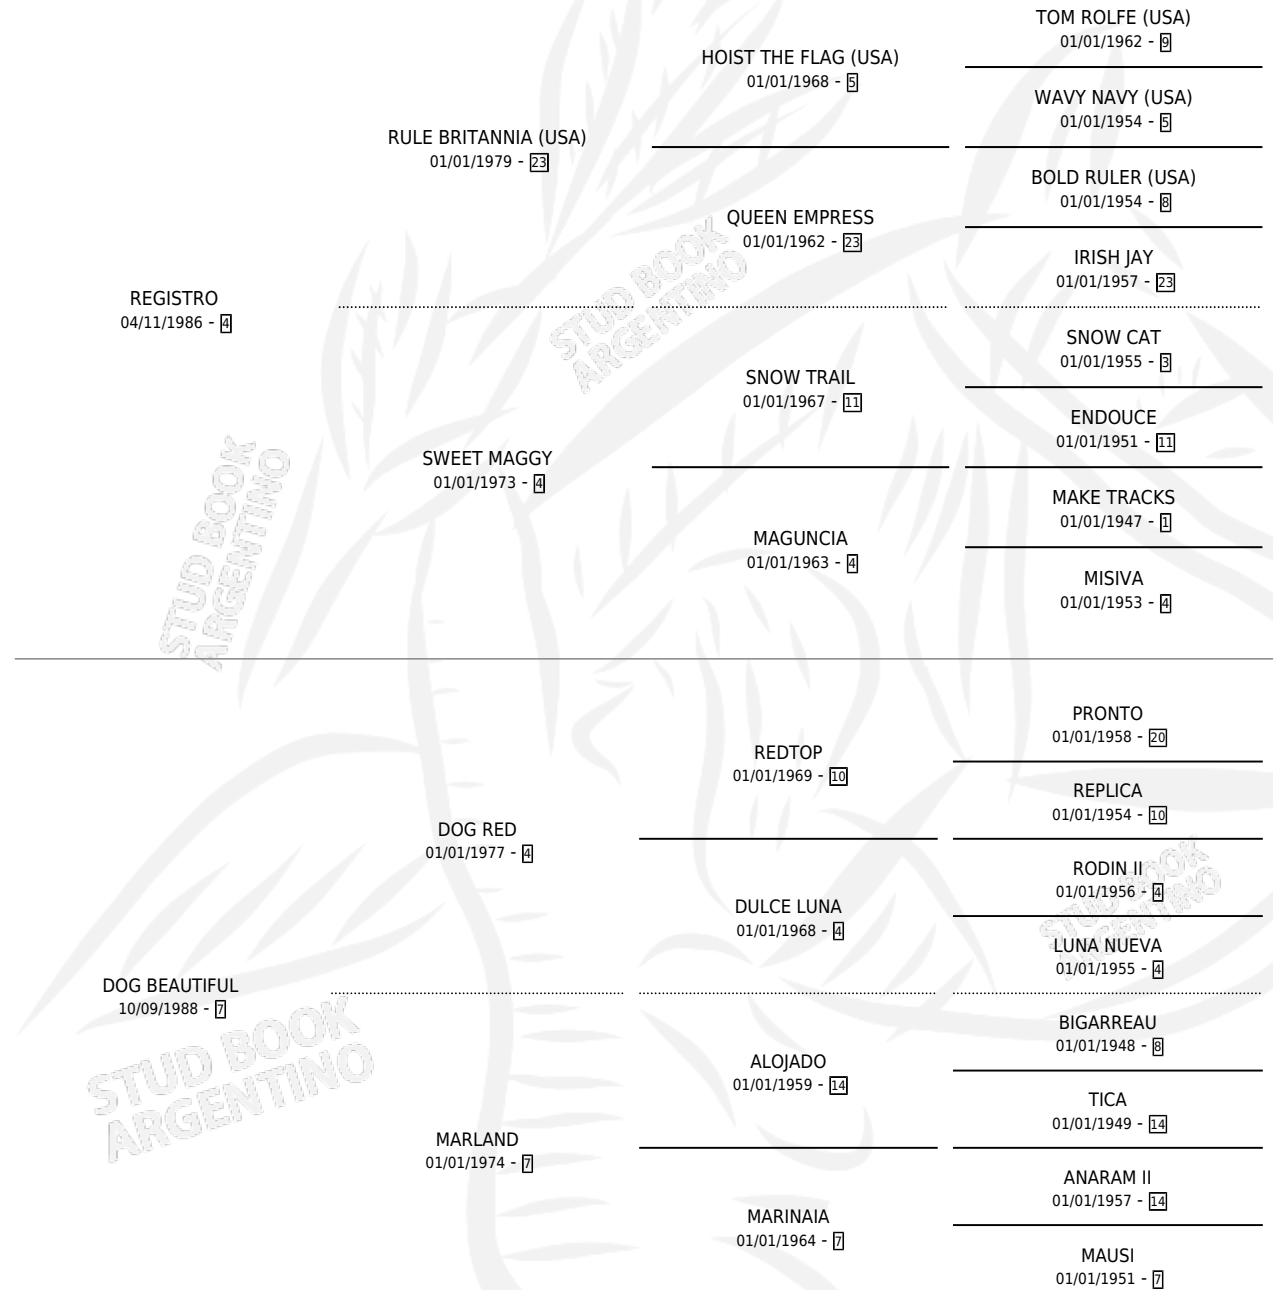 TOM ROLFE (USA)
01/01/1962 - 9
HOIST THE FLAG (USA)
01/01/1968 - 5
WAVY NAVY (USA)
01/01/1954 - 5
RULE BRITANNIA (USA)
01/01/1979 - 23
BOLD RULER (USA)
01/01/1954 - 8
QUEEN EMPRESS
01/01/1962 - 23
IRISH JAY
01/01/1957 - 23
REGISTRO
04/11/1986 - 4
SNOW CAT
01/01/1955 - 3
SNOW TRAIL
01/01/1967 - 11
ENDOUCE
01/01/1951 - 11
SWEET MAGGY
01/01/1973 - 4
MAKE TRACKS
01/01/1947 - 1
MAGUNCIA
01/01/1963 - 4
MISIVA
01/01/1953 - 4
PRONTO
01/01/1958 - 20
REDTOP
01/01/1969 - 10
REPLICA
01/01/1954 - 10
DOG RED
01/01/1977 - 4
RODIN II
01/01/1956 - 4
DULCE LUNA
01/01/1968 - 4
LUNA NUEVA
01/01/1955 - 4
DOG BEAUTIFUL
10/09/1988 - 7
BIGARREAU
01/01/1948 - 8
ALOJADO
01/01/1959 - 14
TICA
01/01/1949 - 14
MARLAND
01/01/1974 - 7
ANARAM II
01/01/1957 - 14
MARINAIA
01/01/1964 - 7
MAUSI
01/01/1951 - 7
STUD BOOK
ARGENTINO
STUD BOOK
ARGENTINO
STUD BOOK
ARGENTINO
STUD BOOK
ARGENTINO